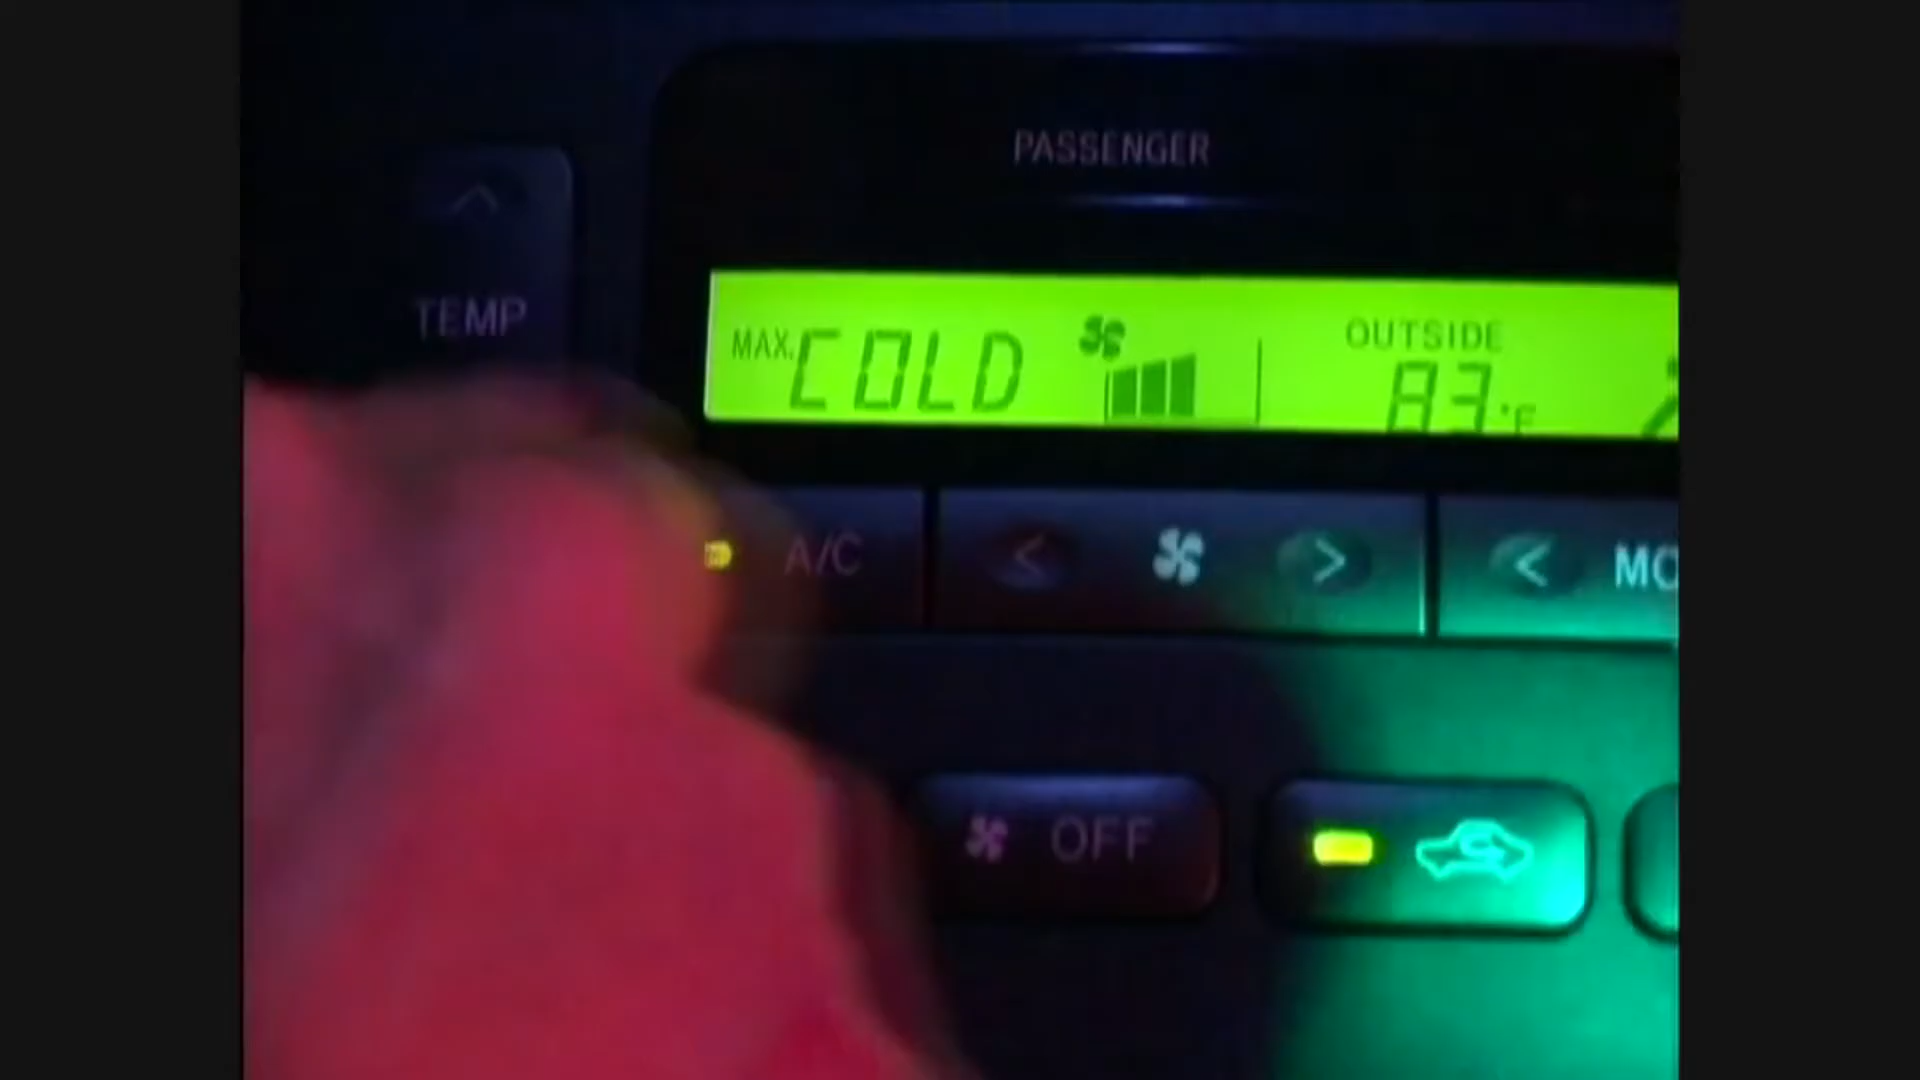 PASSENGER
TEMP
MAX. COLD
OUTSIDE
83°F
A/C
< >
<
OFF